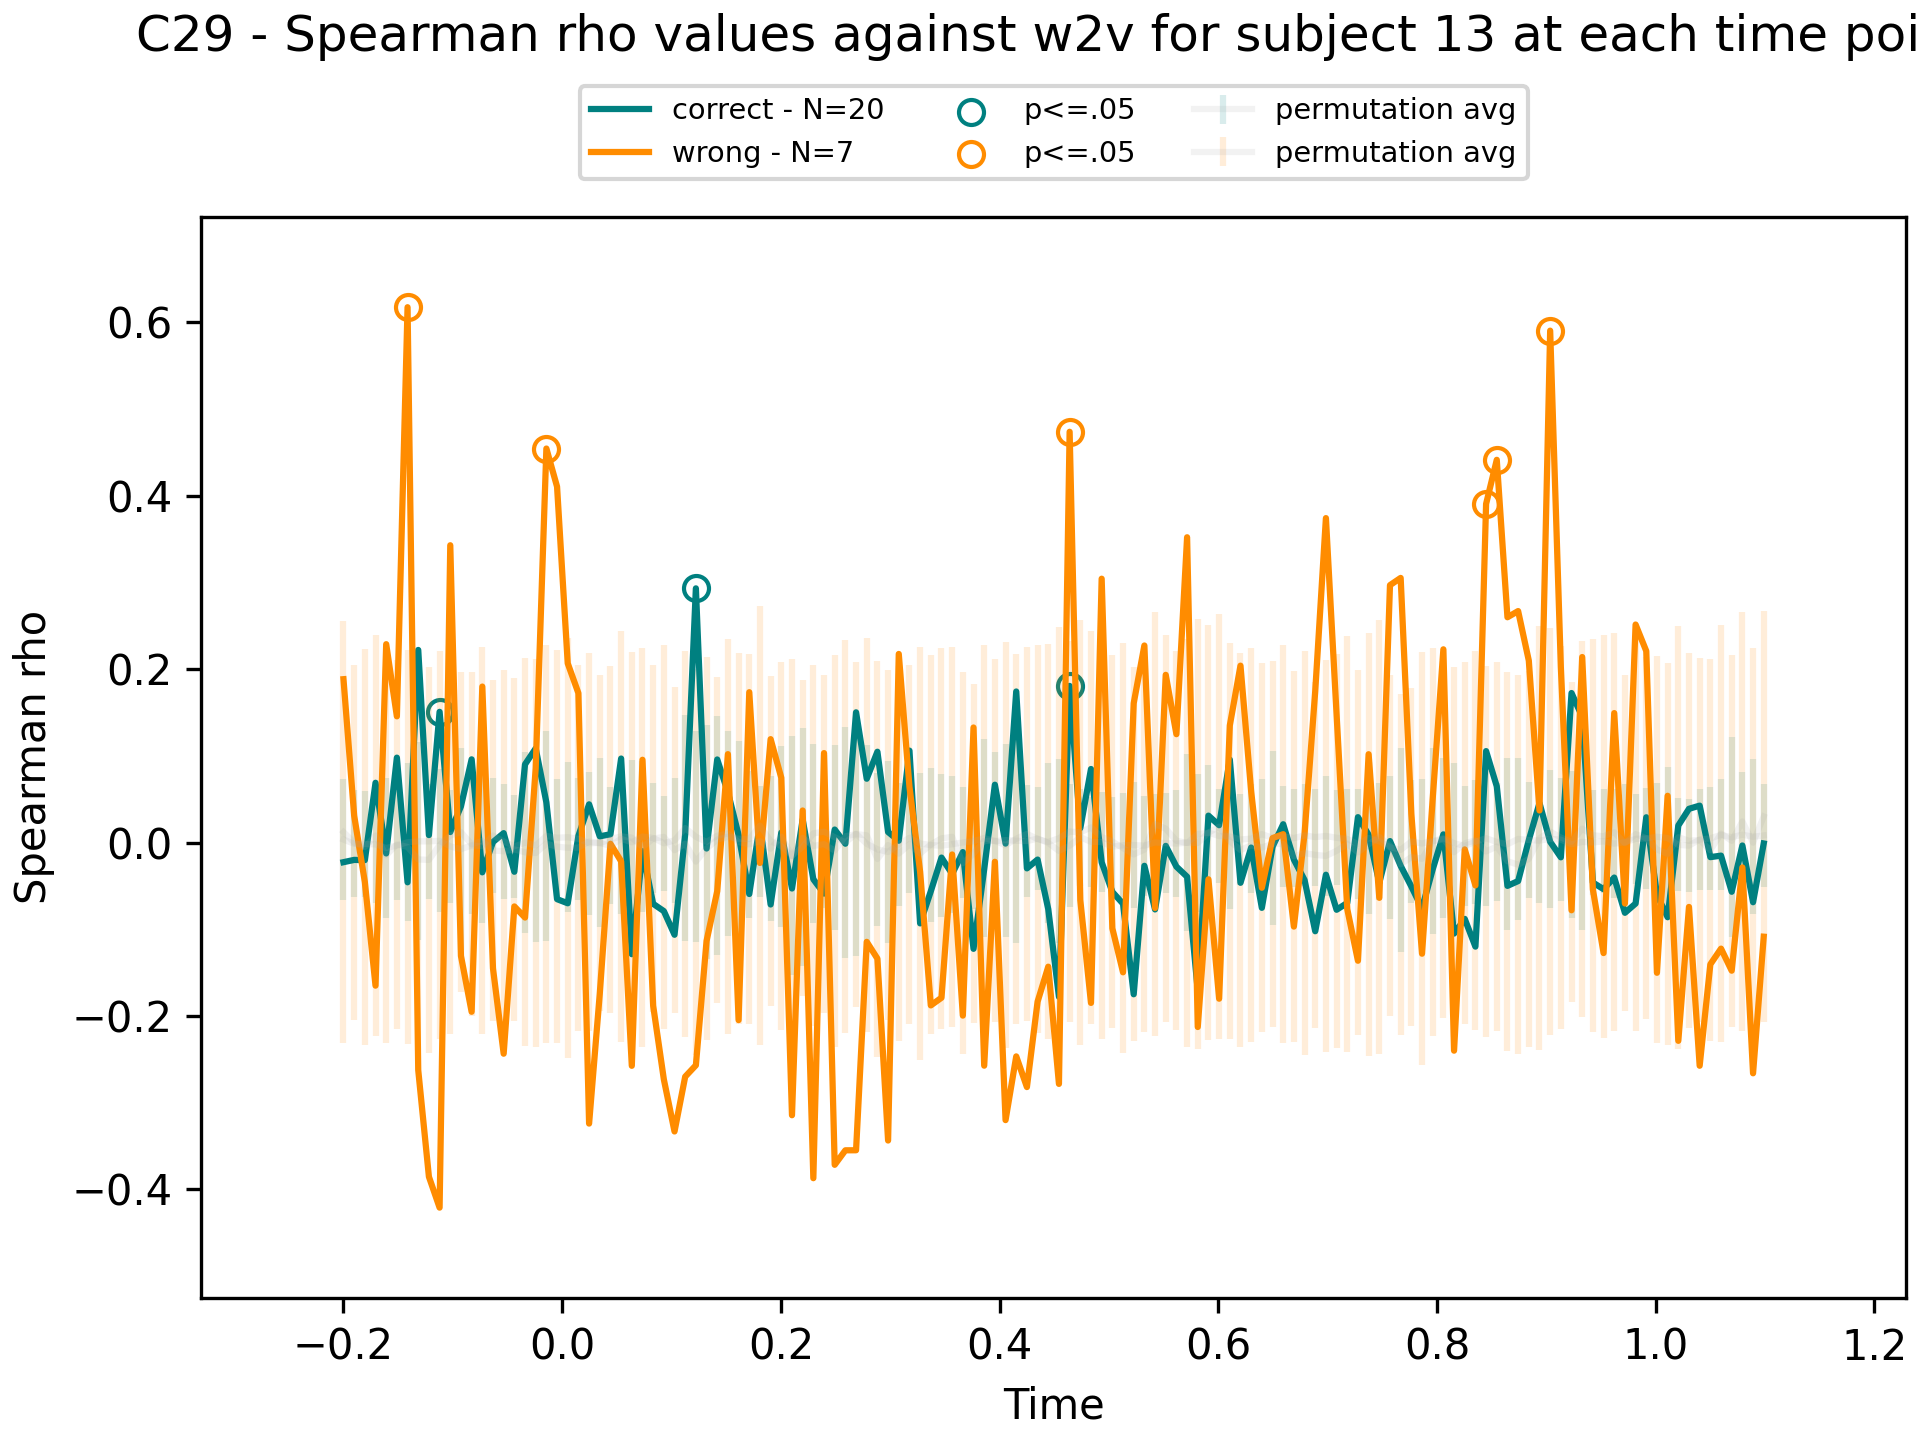 C29 - Spearman rho values against w2v for subject 13 at each time poi
correct - N=20
wrong - N=7
p<=.05
p<=.05
permutation avg
permutation avg
Spearman rho
0.6
0.4
0.2
0.0
−0.2
−0.4
−0.2
0.0
0.2
0.4
0.6
0.8
1.0
1.2
Time